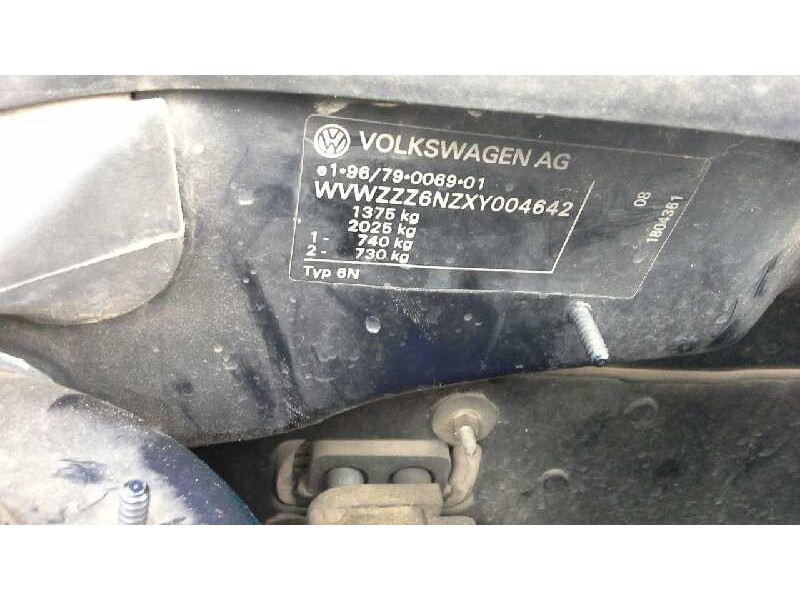 VOLKSWAGEN AG
e1*96/79*0069*01
WVWZZZ6NZXY004642
1375 kg
2025 kg
1- 740 kg
2- 730 kg
Typ 6N
08
1804361